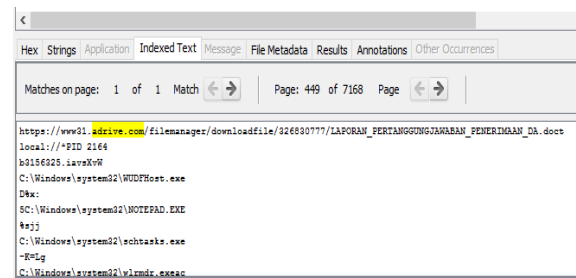 Hex Strings Application Indexed Text Message File Metadata Results Annotations Other Occurrences
Matches on page: 1 of 1 Match Page: 449 of 7168 Page
https://www31.adrive.com/filemanager/downloadfile/326830777/LAPORAN_PERTANGGUNGJAWABAN_PENERIMAAN_DA.doct
local://*PID 2164
b3156325.iavsXvW
C:\Windows\system32\WUDFHost.exe
D%x:
5C:\Windows\system32\NOTEPAD.EXE
%sjj
C:\Windows\system32\schtasks.exe
-K=Lg
C:\Windows\system32\wlrmdr.exeac